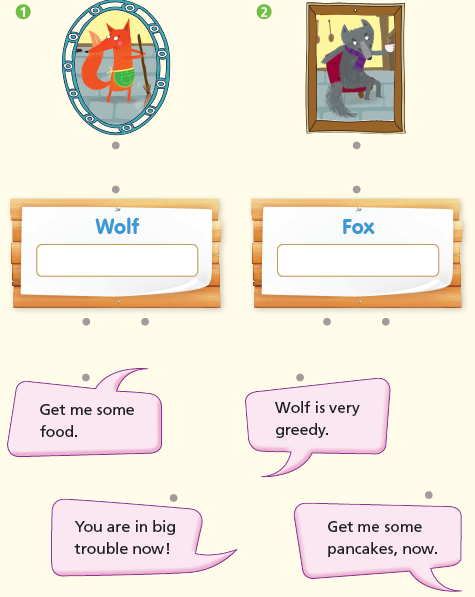 1
2
Wolf
Fox
Get me some
food.
Wolf is very
greedy.
You are in big
trouble now!
Get me some
pancakes, now.